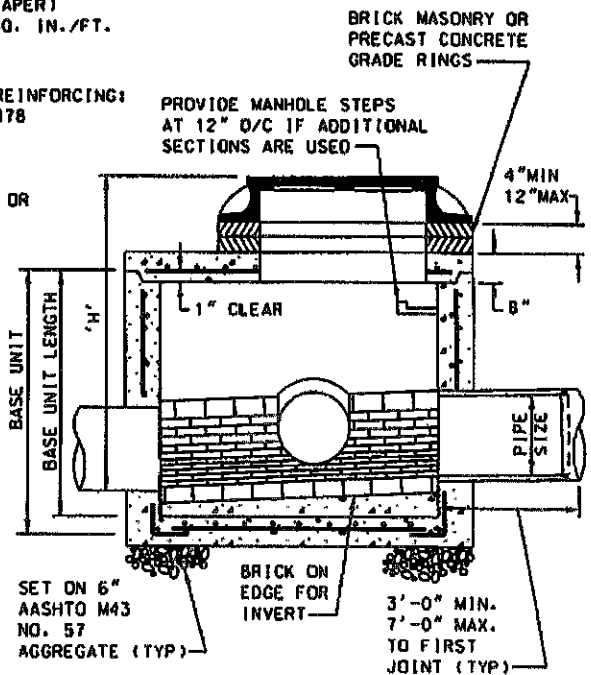 APER)
SQ. IN./FT.
REINFORCING:
178
OR
BRICK MASONRY OR
PRECAST CONCRETE
GRADE RINGS
PROVIDE MANHOLE STEPS
AT 12" O/C IF ADDITIONAL
SECTIONS ARE USED
4"MIN
12"MAX
'H'
1" CLEAR
8"
BASE UNIT
BASE UNIT LENGTH
PIPE
SIZE
SET ON 6"
AASHTO M43
NO. 57
AGGREGATE (TYP)
BRICK ON
EDGE FOR
INVERT
3'-0" MIN.
7'-0" MAX.
TO FIRST
JOINT (TYP)